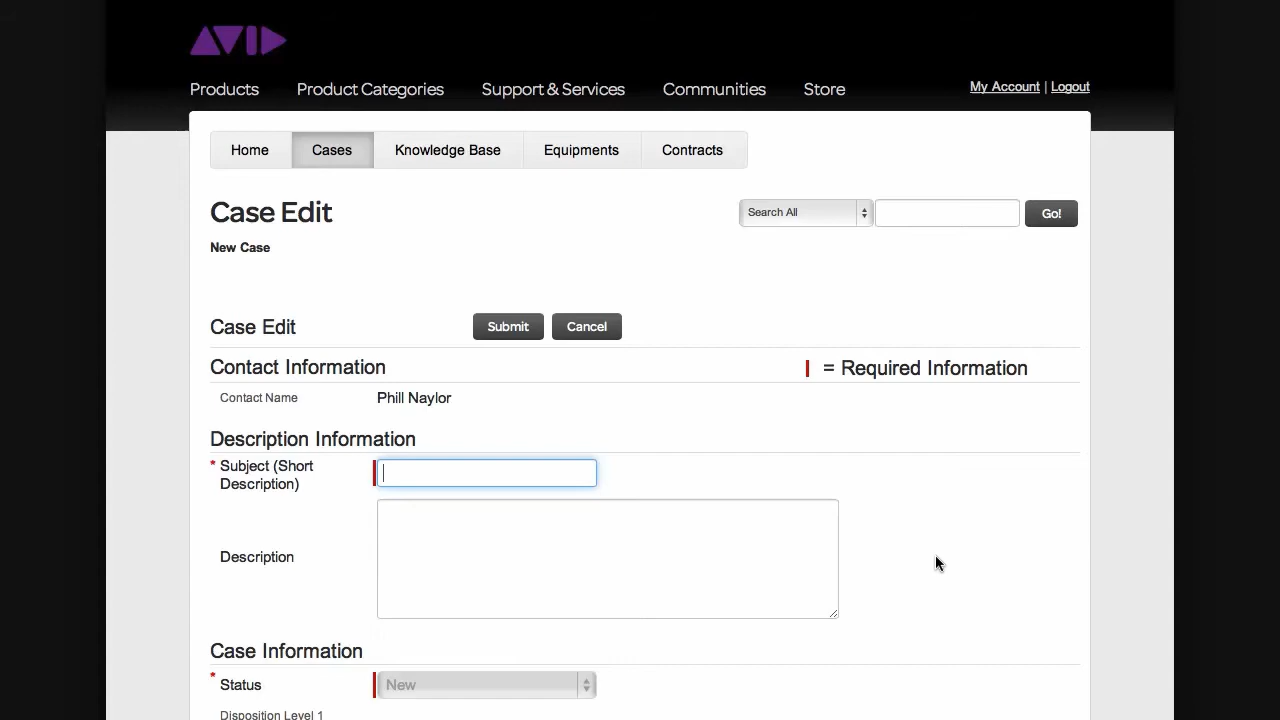 AVID
Products Product Categories Support & Services Communities Store My Account | Logout
Home Cases Knowledge Base Equipments Contracts
Case Edit Search All Go!
New Case
Case Edit Submit Cancel
Contact Information = Required Information
Contact Name Phill Naylor
Description Information
* Subject (Short
Description)
Description
Case Information
* Status New
Disposition Level 1